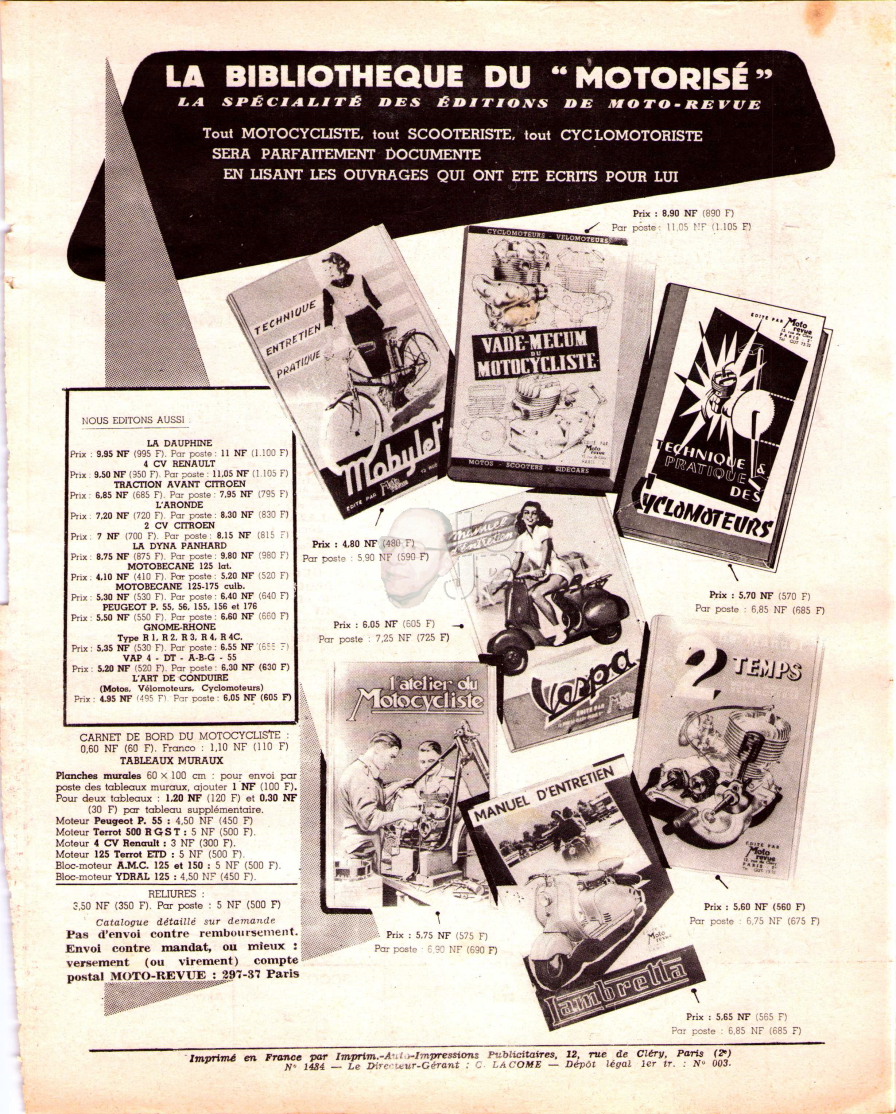 LA BIBLIOTHEQUE DU “ MOTORISÉ ”
LA SPÉCIALITÉ DES ÉDITIONS DE MOTO-REVUE
Tout MOTOCYCLISTE, tout SCOOTERISTE, tout CYCLOMOTORISTE
SERA PARFAITEMENT DOCUMENTE
EN LISANT LES OUVRAGES QUI ONT ETE ECRITS POUR LUI
Prix : 8,90 NF (890 F)
Par poste : 11,05 NF (1.105 F)
TECHNIQUE
ENTRETIEN
PRATIQUE
Mobylet
EDITÉ PAR Moto revue
CYCLOMOTEURS - VELOMOTEURS
VADE-MECUM
DU
MOTOCYCLISTE
MOTOS - SCOOTERS - SIDECARS
EDITÉ PAR
Moto
revue
PARIS
TECHNIQUE &
PRATIQUE
DES
CYCLOMOTEURS
Prix : 4,80 NF (480 F)
Par poste : 5,90 NF (590 F)
Prix : 5,70 NF (570 F)
Par poste : 6,85 NF (685 F)
Prix : 6,05 NF (605 F)
Par poste : 7,25 NF (725 F)
d'entretien
Vespa
EDITÉ PAR
2 TEMPS
EDITÉ PAR
Moto
revue
l'atelier du
Motocycliste
MANUEL D'ENTRETIEN
Moto
revue
Lambretta
Prix : 5,60 NF (560 F)
Par poste : 6,75 NF (675 F)
Prix : 5,75 NF (575 F)
Par poste : 6,90 NF (690 F)
Prix : 5,65 NF (565 F)
Par poste : 6,85 NF (685 F)
NOUS EDITONS AUSSI :
LA DAUPHINE
Prix : 9.95 NF (995 F). Par poste : 11 NF (1.100 F)
4 CV RENAULT
Prix : 9.50 NF (950 F). Par poste : 11,05 NF (1.105 F)
TRACTION AVANT CITROEN
Prix : 6,85 NF (685 F). Par poste : 7,95 NF (795 F)
L'ARONDE
Prix : 7,20 NF (720 F). Par poste : 8,30 NF (830 F)
2 CV CITROEN
Prix : 7 NF (700 F). Par poste : 8,15 NF (815 F)
LA DYNA PANHARD
Prix : 8,75 NF (875 F). Par poste : 9,80 NF (980 F)
MOTOBECANE 125 lat.
Prix : 4,10 NF (410 F). Par poste : 5,20 NF (520 F)
MOTOBECANE 125-175 culb.
Prix : 5,30 NF (530 F). Par poste : 6,40 NF (640 F)
PEUGEOT P. 55, 56, 155, 156 et 176
Prix : 5,50 NF (550 F). Par poste : 6,60 NF (660 F)
GNOME-RHONE
Type R 1, R 2, R 3, R 4, R 4C.
Prix : 5,35 NF (530 F). Par poste : 6,55 NF (655 F)
VAP 4 - DT - A-B-G - 55
Prix : 5,20 NF (520 F). Par poste : 6,30 NF (630 F)
L'ART DE CONDUIRE
(Motos, Vélomoteurs, Cyclomoteurs)
Prix : 4.95 NF (495 F). Par poste : 6,05 NF (605 F)
CARNET DE BORD DU MOTOCYCLISTE :
0,60 NF (60 F). Franco : 1,10 NF (110 F)
TABLEAUX MURAUX
Planches murales 60 × 100 cm : pour envoi par
poste des tableaux muraux, ajouter 1 NF (100 F).
Pour deux tableaux : 1,20 NF (120 F) et 0,30 NF
(30 F) par tableau supplémentaire.
Moteur Peugeot P. 55 : 4,50 NF (450 F)
Moteur Terrot 500 R G S T : 5 NF (500 F).
Moteur 4 CV Renault : 3 NF (300 F).
Moteur 125 Terrot ETD : 5 NF (500 F).
Bloc-moteur A.M.C. 125 et 150 : 5 NF (500 F).
Bloc-moteur YDRAL 125 : 4,50 NF (450 F).
RELIURES :
3,50 NF (350 F). Par poste : 5 NF (500 F)
Catalogue détaillé sur demande
Pas d'envoi contre remboursement.
Envoi contre mandat, ou mieux :
versement (ou virement) compte
postal MOTO-REVUE : 297-37 Paris
Imprimé en France par Imprim.-Auto-Impressions Publicitaires, 12, rue de Cléry, Paris (2ᵉ)
N° 1484 — Le Directeur-Gérant : C. LACOME — Dépôt légal 1er tr. : N° 003.